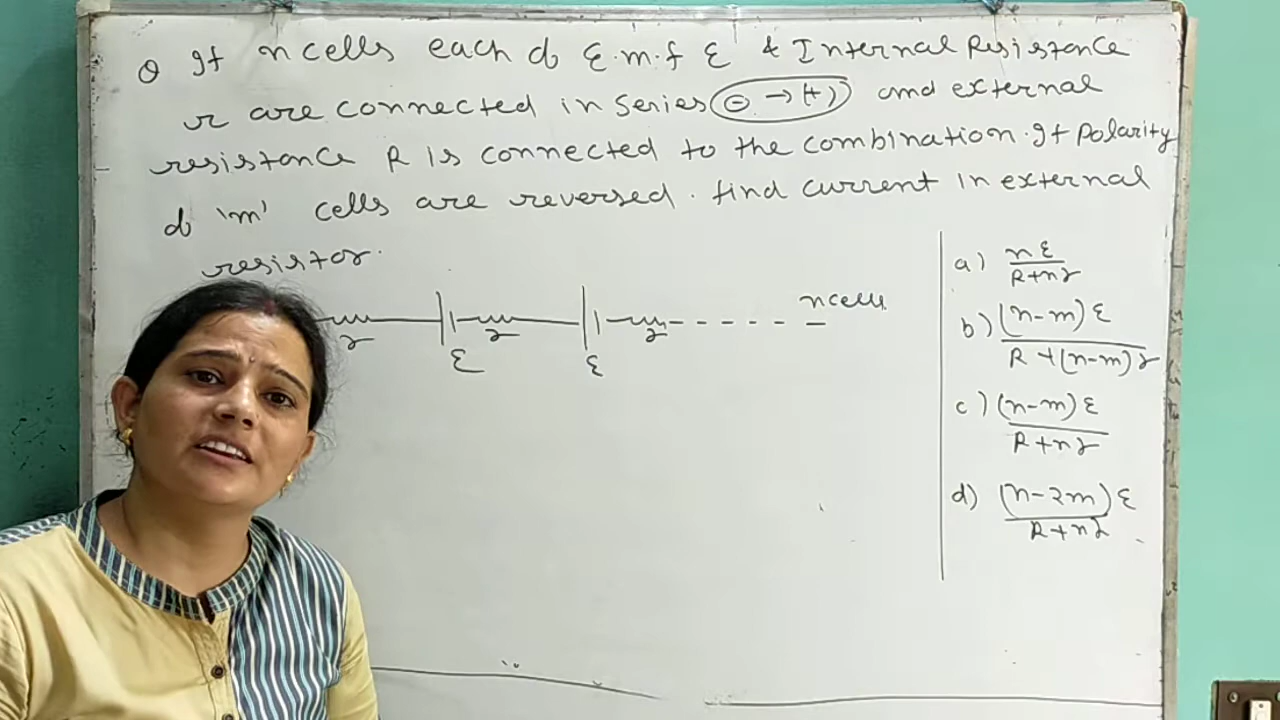 Q If n cells each of E.m.f ε & Internal Resistance
r are connected in series (- → (+) and external
resistance R is connected to the combination. If polarity
of 'm' cells are reversed. find current in external
resistor.
a) nε / R+nr
b) (n-m)ε / R+(n-m)r
c) (n-m)ε / R+nr
d) (n-2m)ε / R+nr
n cells
r ε r ε r